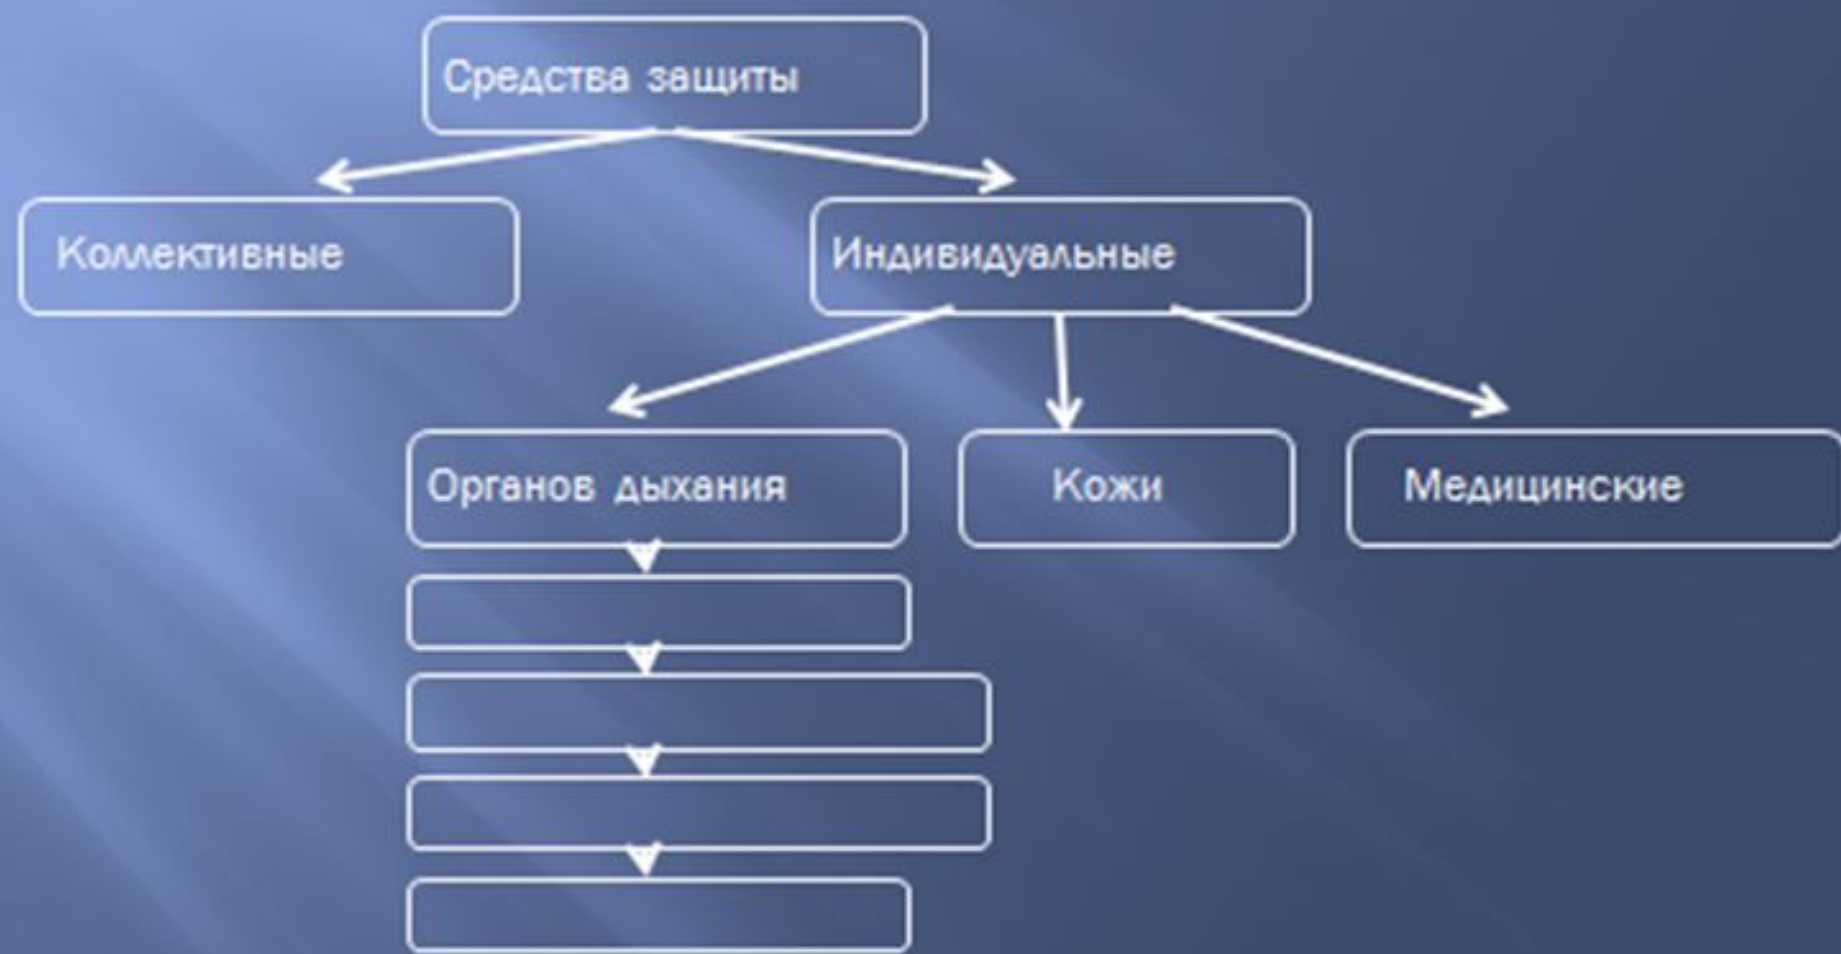 Средства защиты
Коллективные
Индивидуальные
Органов дыхания
Кожи
Медицинские